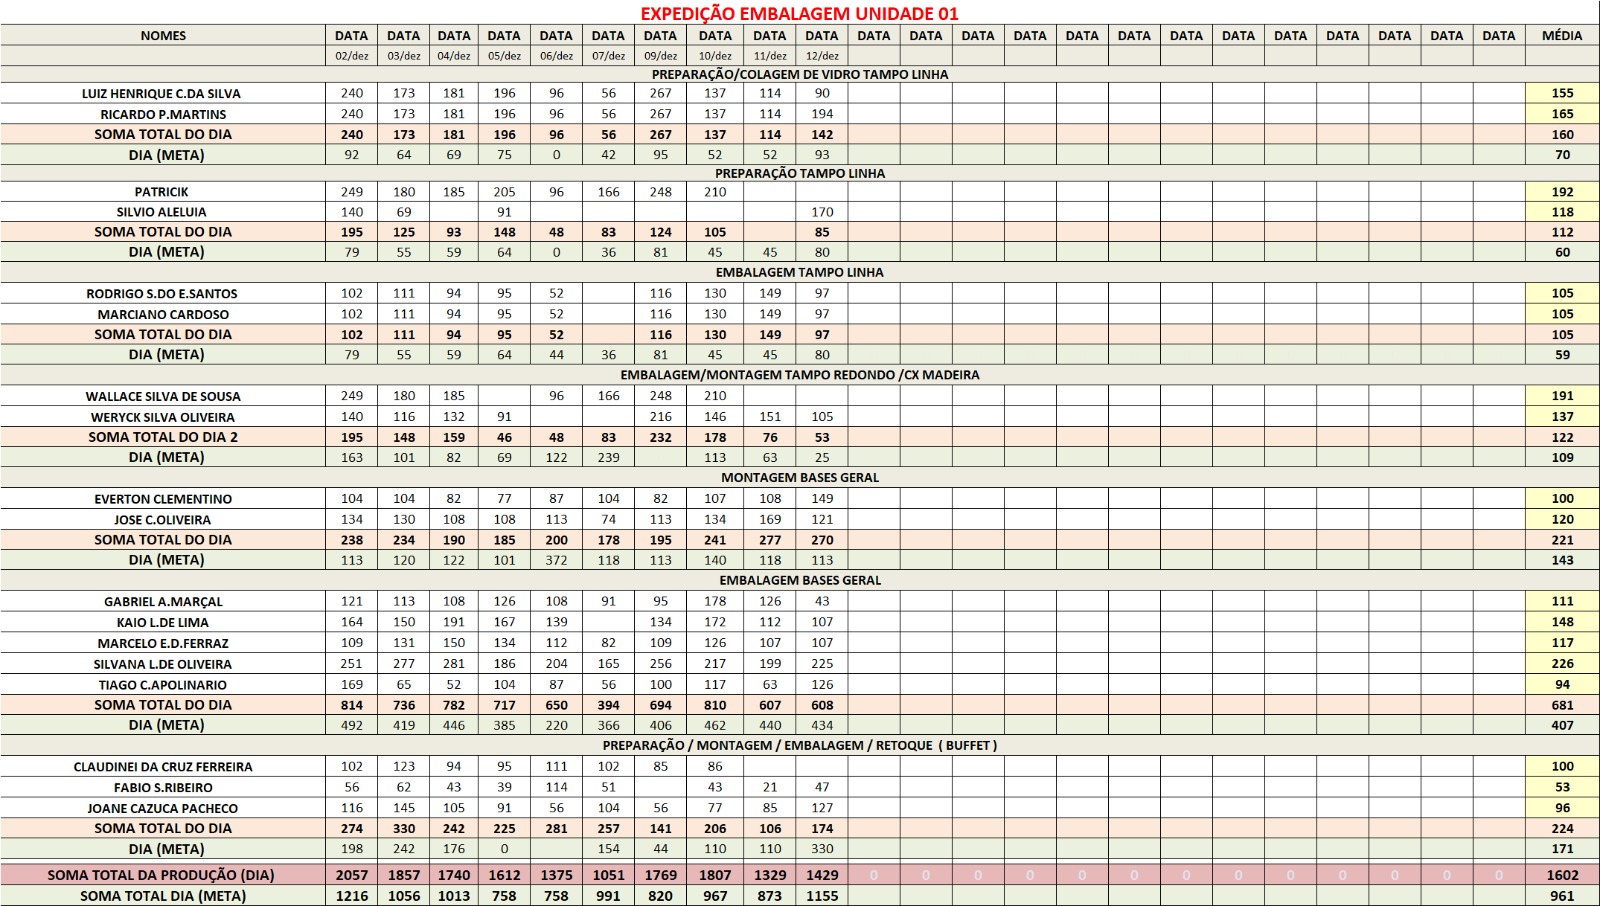 EXPEDIÇÃO EMBALAGEM UNIDADE 01
NOMES DATA DATA DATA DATA DATA DATA DATA DATA DATA DATA DATA DATA DATA DATA DATA DATA DATA DATA DATA DATA DATA DATA DATA MÉDIA
02/dez 03/dez 04/dez 05/dez 06/dez 07/dez 09/dez 10/dez 11/dez 12/dez
PREPARAÇÃO/COLAGEM DE VIDRO TAMPO LINHA
LUIZ HENRIQUE C.DA SILVA 240 173 181 196 96 56 267 137 114 90 155
RICARDO P.MARTINS 240 173 181 196 96 56 267 137 114 194 165
SOMA TOTAL DO DIA 240 173 181 196 96 56 267 137 114 142 160
DIA (META) 92 64 69 75 0 42 95 52 52 93 70
PREPARAÇÃO TAMPO LINHA
PATRICIK 249 180 185 205 96 166 248 210 192
SILVIO ALELUIA 140 69 91 170 118
SOMA TOTAL DO DIA 195 125 93 148 48 83 124 105 85 112
DIA (META) 79 55 59 64 0 36 81 45 45 80 60
EMBALAGEM TAMPO LINHA
RODRIGO S.DO E.SANTOS 102 111 94 95 52 116 130 149 97 105
MARCIANO CARDOSO 102 111 94 95 52 116 130 149 97 105
SOMA TOTAL DO DIA 102 111 94 95 52 116 130 149 97 105
DIA (META) 79 55 59 64 44 36 81 45 45 80 59
EMBALAGEM/MONTAGEM TAMPO REDONDO /CX MADEIRA
WALLACE SILVA DE SOUSA 249 180 185 96 166 248 210 191
WERYCK SILVA OLIVEIRA 140 116 132 91 216 146 151 105 137
SOMA TOTAL DO DIA 2 195 148 159 46 48 83 232 178 76 53 122
DIA (META) 163 101 82 69 122 239 113 63 25 109
MONTAGEM BASES GERAL
EVERTON CLEMENTINO 104 104 82 77 87 104 82 107 108 149 100
JOSE C.OLIVEIRA 134 130 108 108 113 74 113 134 169 121 120
SOMA TOTAL DO DIA 238 234 190 185 200 178 195 241 277 270 221
DIA (META) 113 120 122 101 372 118 113 140 118 113 143
EMBALAGEM BASES GERAL
GABRIEL A.MARÇAL 121 113 108 126 108 91 95 178 126 43 111
KAIO L.DE LIMA 164 150 191 167 139 134 172 112 107 148
MARCELO E.D.FERRAZ 109 131 150 134 112 82 109 126 107 107 117
SILVANA L.DE OLIVEIRA 251 277 281 186 204 165 256 217 199 225 226
TIAGO C.APOLINARIO 169 65 52 104 87 56 100 117 63 126 94
SOMA TOTAL DO DIA 814 736 782 717 650 394 694 810 607 608 681
DIA (META) 492 419 446 385 220 366 406 462 440 434 407
PREPARAÇÃO / MONTAGEM / EMBALAGEM / RETOQUE ( BUFFET )
CLAUDINEI DA CRUZ FERREIRA 102 123 94 95 111 102 85 86 100
FABIO S.RIBEIRO 56 62 43 39 114 51 43 21 47 53
JOANE CAZUCA PACHECO 116 145 105 91 56 104 56 77 85 127 96
SOMA TOTAL DO DIA 274 330 242 225 281 257 141 206 106 174 224
DIA (META) 198 242 176 0 154 44 110 110 330 171
SOMA TOTAL DA PRODUÇÃO (DIA) 2057 1857 1740 1612 1375 1051 1769 1807 1329 1429 0 0 0 0 0 0 0 0 0 0 0 0 0 1602
SOMA TOTAL DIA (META) 1216 1056 1013 758 758 991 820 967 873 1155 961